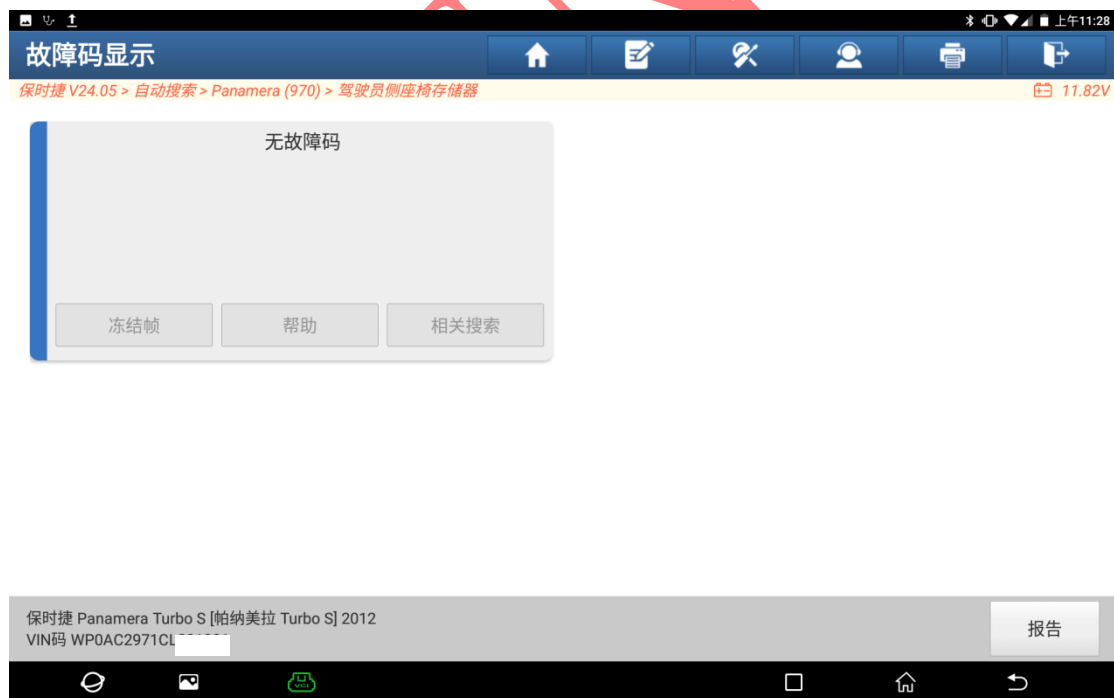 上午11:28
故障码显示
保时捷 V24.05 > 自动搜索 > Panamera (970) > 驾驶员侧座椅存储器
11.82V
无故障码
冻结帧 帮助 相关搜索
保时捷 Panamera Turbo S [帕纳美拉 Turbo S] 2012
VIN码 WP0AC2971CL
报告
VCI